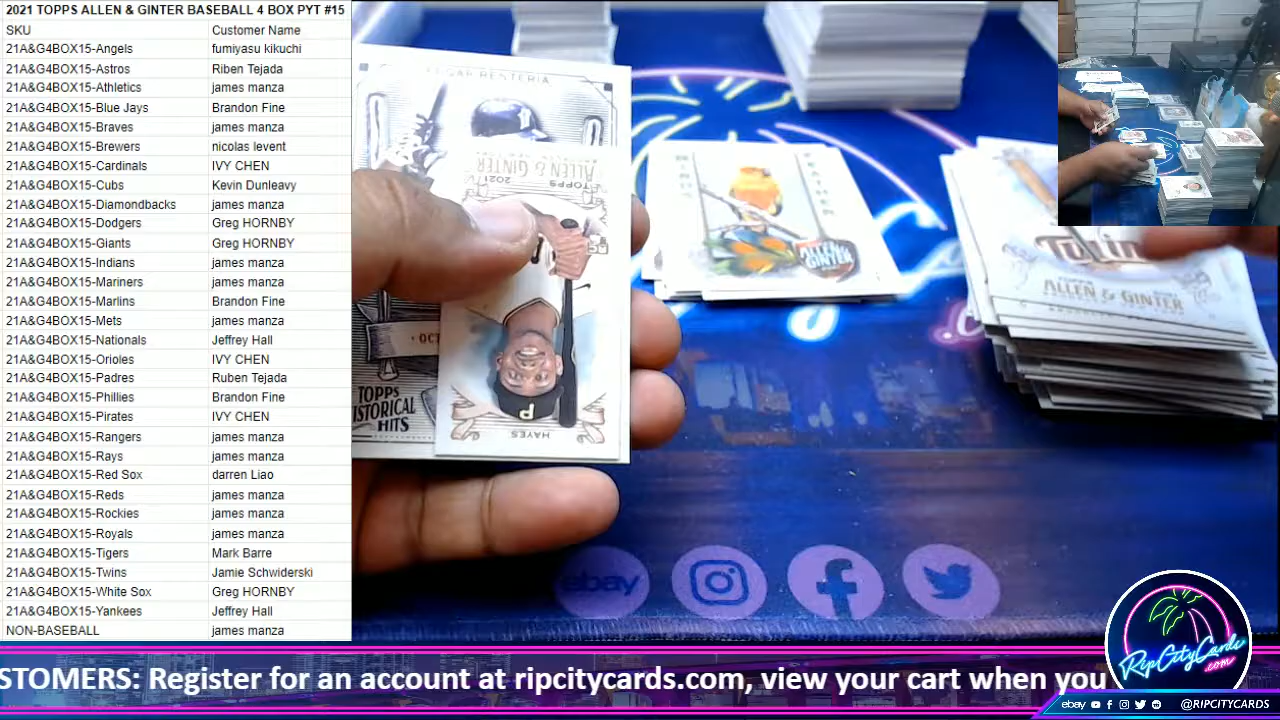 2021 TOPPS ALLEN & GINTER BASEBALL 4 BOX PYT #15
SKU Customer Name
21A&G4BOX15-Angels fumiyasu kikuchi
21A&G4BOX15-Astros Riben Tejada
21A&G4BOX15-Athletics james manza
21A&G4BOX15-Blue Jays Brandon Fine
21A&G4BOX15-Braves james manza
21A&G4BOX15-Brewers nicolas levent
21A&G4BOX15-Cardinals IVY CHEN
21A&G4BOX15-Cubs Kevin Dunleavy
21A&G4BOX15-Diamondbacks james manza
21A&G4BOX15-Dodgers Greg HORNBY
21A&G4BOX15-Giants Greg HORNBY
21A&G4BOX15-Indians james manza
21A&G4BOX15-Mariners james manza
21A&G4BOX15-Marlins Brandon Fine
21A&G4BOX15-Mets james manza
21A&G4BOX15-Nationals Jeffrey Hall
21A&G4BOX15-Orioles IVY CHEN
21A&G4BOX15-Padres Ruben Tejada
21A&G4BOX15-Phillies Brandon Fine
21A&G4BOX15-Pirates IVY CHEN
21A&G4BOX15-Rangers james manza
21A&G4BOX15-Rays james manza
21A&G4BOX15-Red Sox darren Liao
21A&G4BOX15-Reds james manza
21A&G4BOX15-Rockies james manza
21A&G4BOX15-Royals james manza
21A&G4BOX15-Tigers Mark Barre
21A&G4BOX15-Twins Jamie Schwiderski
21A&G4BOX15-White Sox Greg HORNBY
21A&G4BOX15-Yankees Jeffrey Hall
NON-BASEBALL james manza
EDGAR RENTERIA
TOPPS 2021
ALLEN & GINTER
P
HAYES
OCT
TOPPS
HISTORICAL
HITS
ALLEN &
GINTER
ALLEN & GINTER
.c
ebay
STOMERS: Register for an account at ripcitycards.com, view your cart when you
RipCityCards
.com
ebay @RIPCITYCARDS